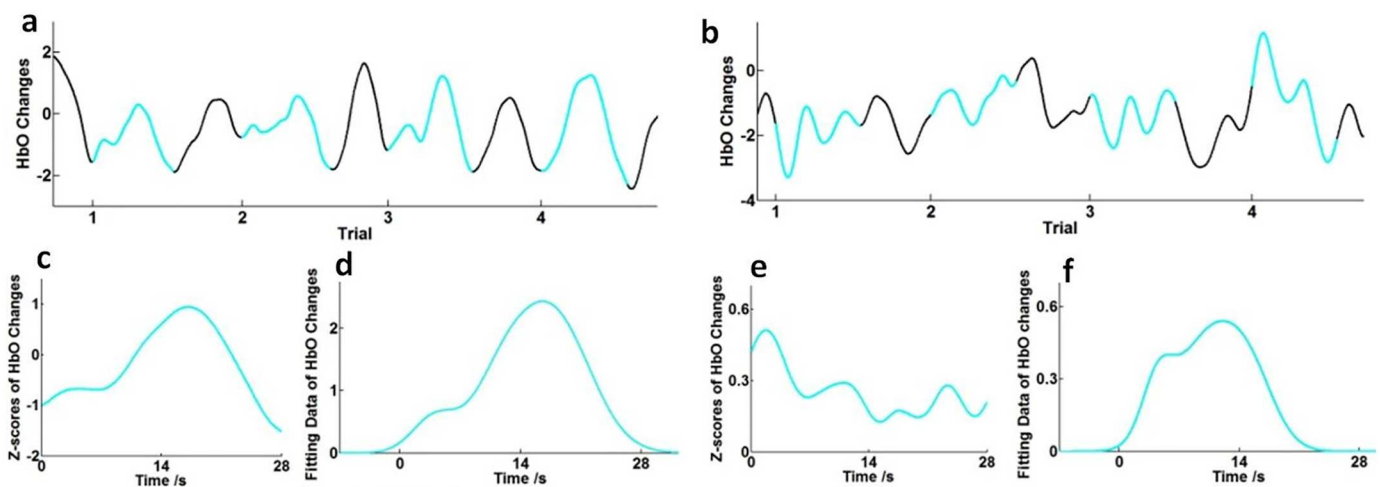 a
HbO Changes
2
0
-2
1 2 3 4
Trial
b
HbO Changes
0
-2
-4
1 2 3 4
Trial
c
Z-scores of HbO Changes
1
0
-1
-2
0 14 28
Time /s
d
Fitting Data of HbO Changes
2
1
0
0 14 28
Time /s
e
Z-scores of HbO Changes
0.6
0.3
0
0 14 28
Time /s
f
Fitting Data of HbO changes
0.6
0.3
0
0 14 28
Time /s